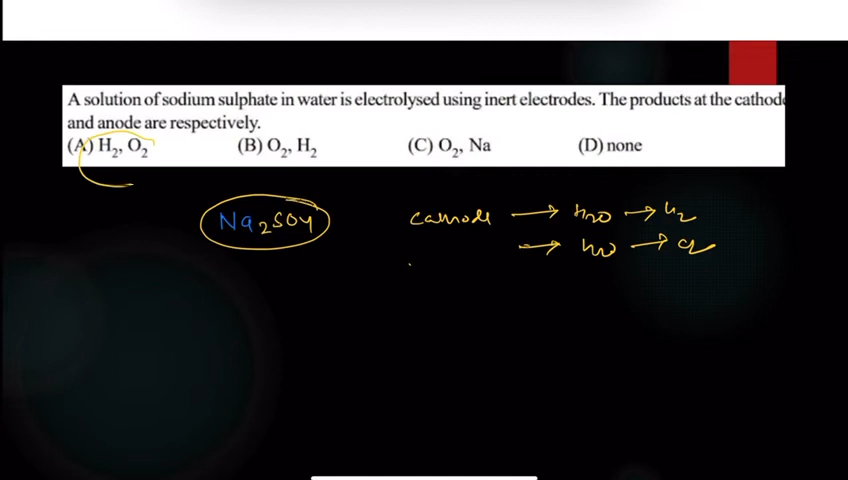 A solution of sodium sulphate in water is electrolysed using inert electrodes. The products at the cathode
and anode are respectively.
(A) H₂, O₂ (B) O₂, H₂ (C) O₂, Na (D) none
Na₂SO₄ cathode → H₂O → H₂
→ H₂O →